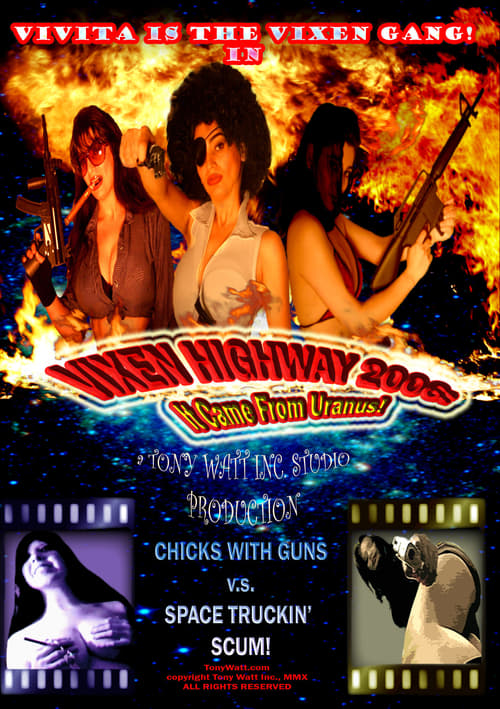 VIVITA IS THE VIXEN GANG!
IN
VIXEN HIGHWAY 2006:
It Came From Uranus!
a TONY WATT INC. STUDIO
PRODUCTION
CHICKS WITH GUNS
v.s.
SPACE TRUCKIN'
SCUM!
TonyWatt.com
copyright Tony Watt Inc., MMX
ALL RIGHTS RESERVED